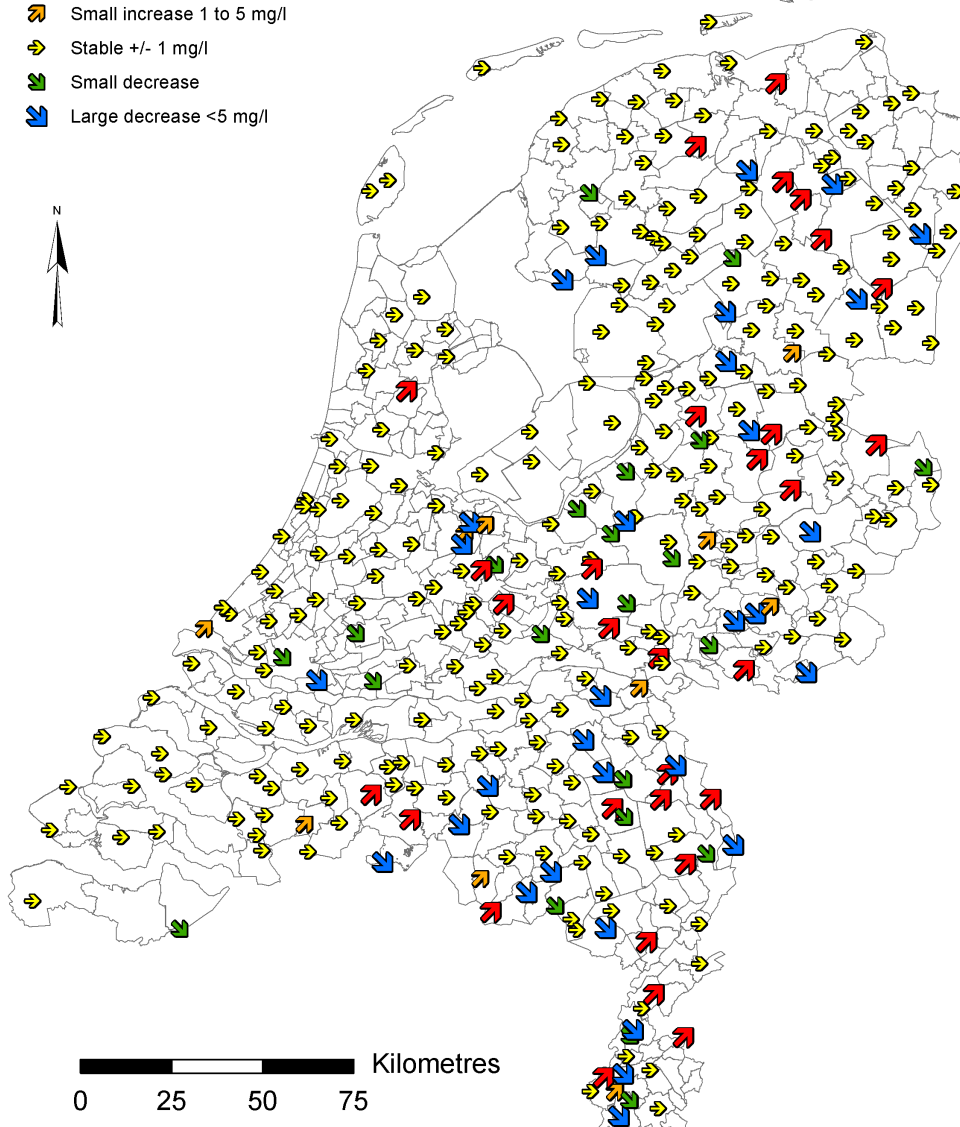 Small increase 1 to 5 mg/l
Stable +/- 1 mg/l
Small decrease
Large decrease <5 mg/l
N
Kilometres
0 25 50 75